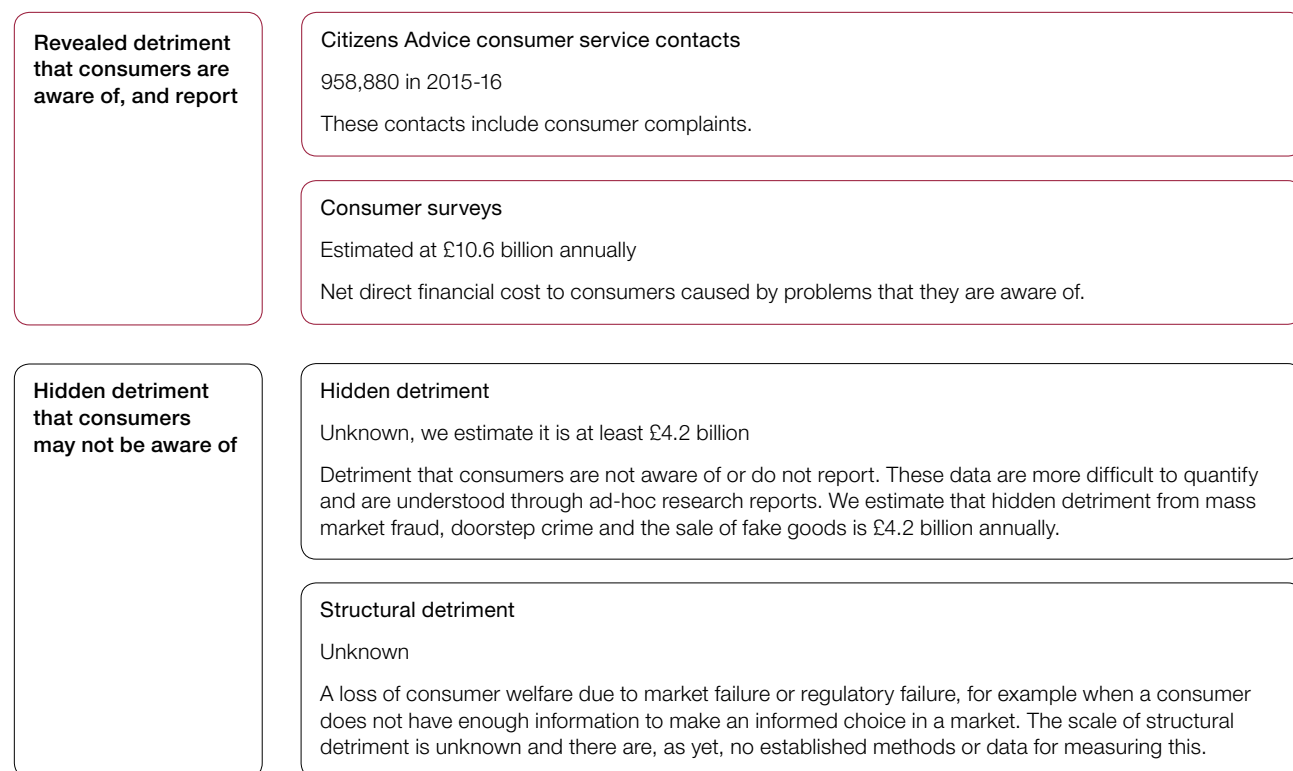 Revealed detriment
that consumers are
aware of, and report
Citizens Advice consumer service contacts
958,880 in 2015-16
These contacts include consumer complaints.
Consumer surveys
Estimated at £10.6 billion annually
Net direct financial cost to consumers caused by problems that they are aware of.
Hidden detriment
that consumers
may not be aware of
Hidden detriment
Unknown, we estimate it is at least £4.2 billion
Detriment that consumers are not aware of or do not report. These data are more difficult to quantify
and are understood through ad-hoc research reports. We estimate that hidden detriment from mass
market fraud, doorstep crime and the sale of fake goods is £4.2 billion annually.
Structural detriment
Unknown
A loss of consumer welfare due to market failure or regulatory failure, for example when a consumer
does not have enough information to make an informed choice in a market. The scale of structural
detriment is unknown and there are, as yet, no established methods or data for measuring this.